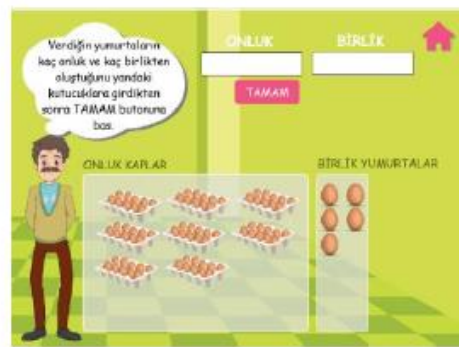 Verdiğin yumurtaların
kaç onluk ve kaç birlikten
oluştuğunu yandaki
kutucuklara girdikten
sonra TAMAM butonuna
bas.
ONLUK
BİRLİK
TAMAM
ONLUK KAPLAR
BİRLİK YUMURTALAR